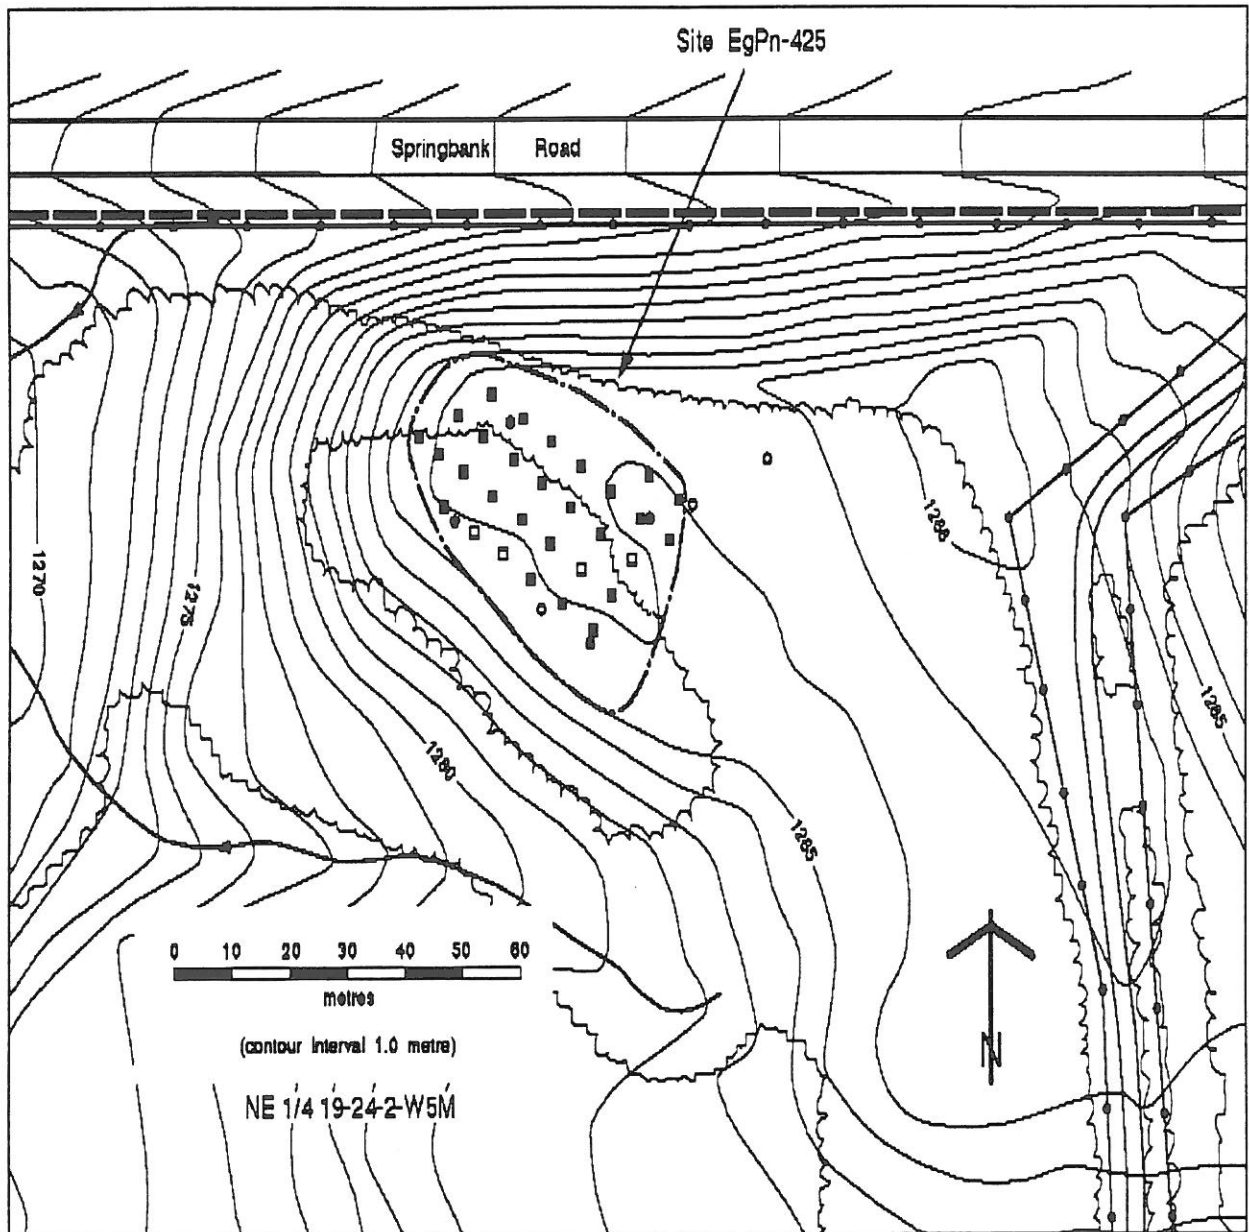 Site EgPn-425
Springbank Road
1270
1275
1288
1285
1280
1285
0 10 20 30 40 50 60
metres
(contour interval 1.0 metre)
N
NE 1/4 19-24-2-W5M